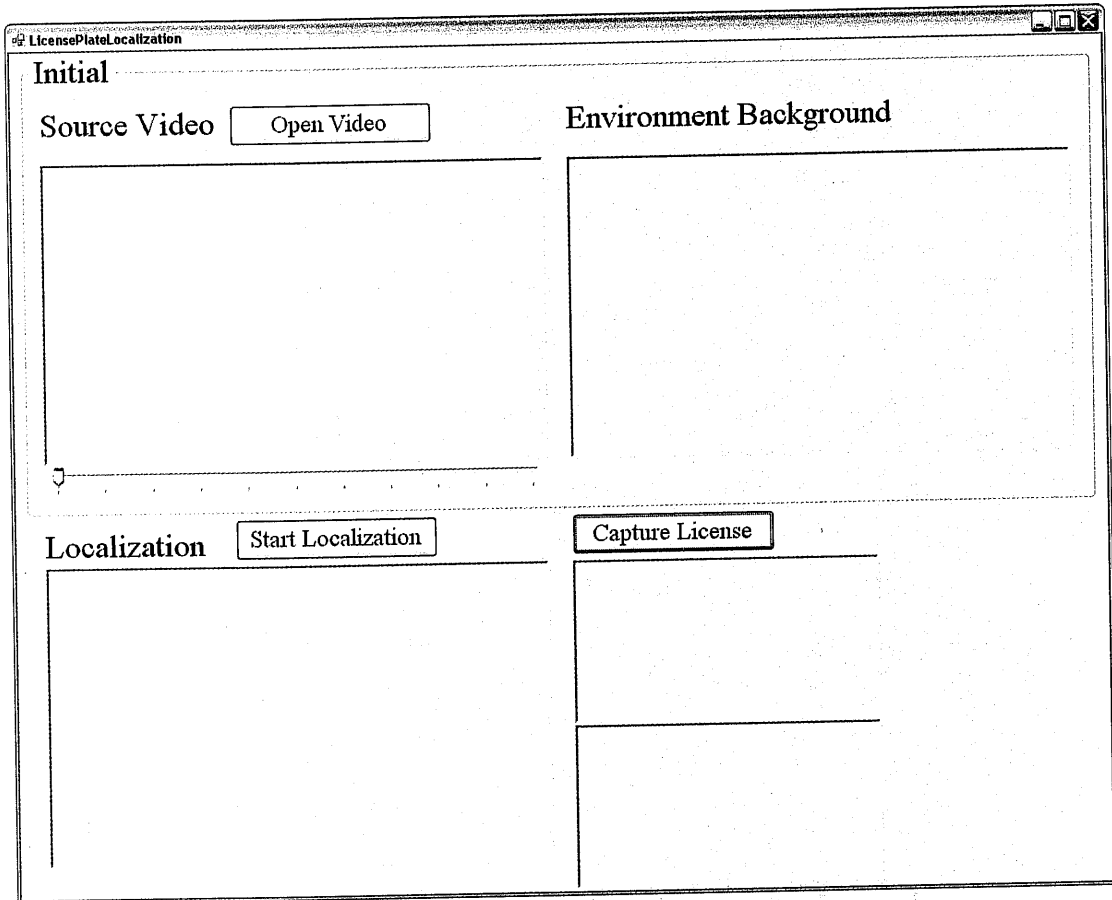 LicensePlateLocalization
Initial
Source Video
Open Video
Environment Background
Localization
Start Localization
Capture License